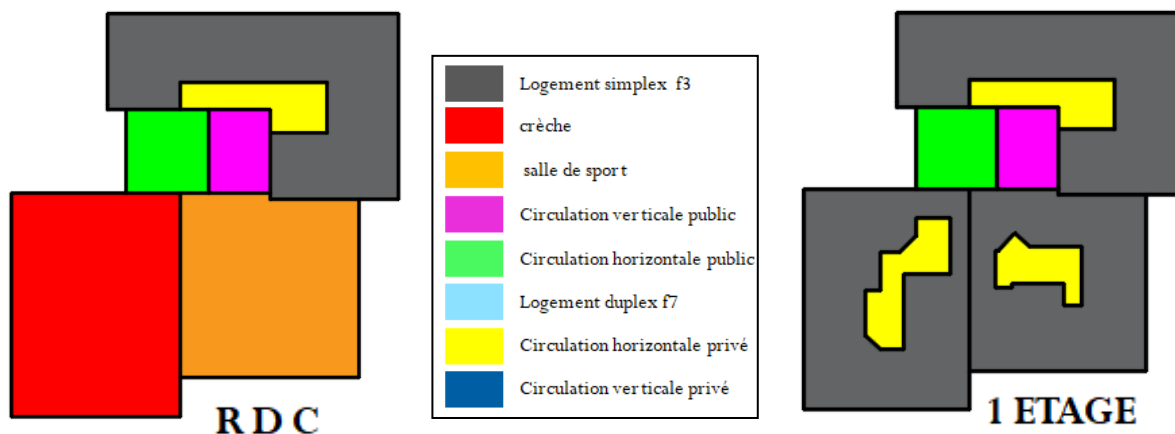 Logement simplex f3
crèche
salle de sport
Circulation verticale public
Circulation horizontale public
Logement duplex f7
Circulation horizontale privé
Circulation verticale privé
R D C
1 ETAGE